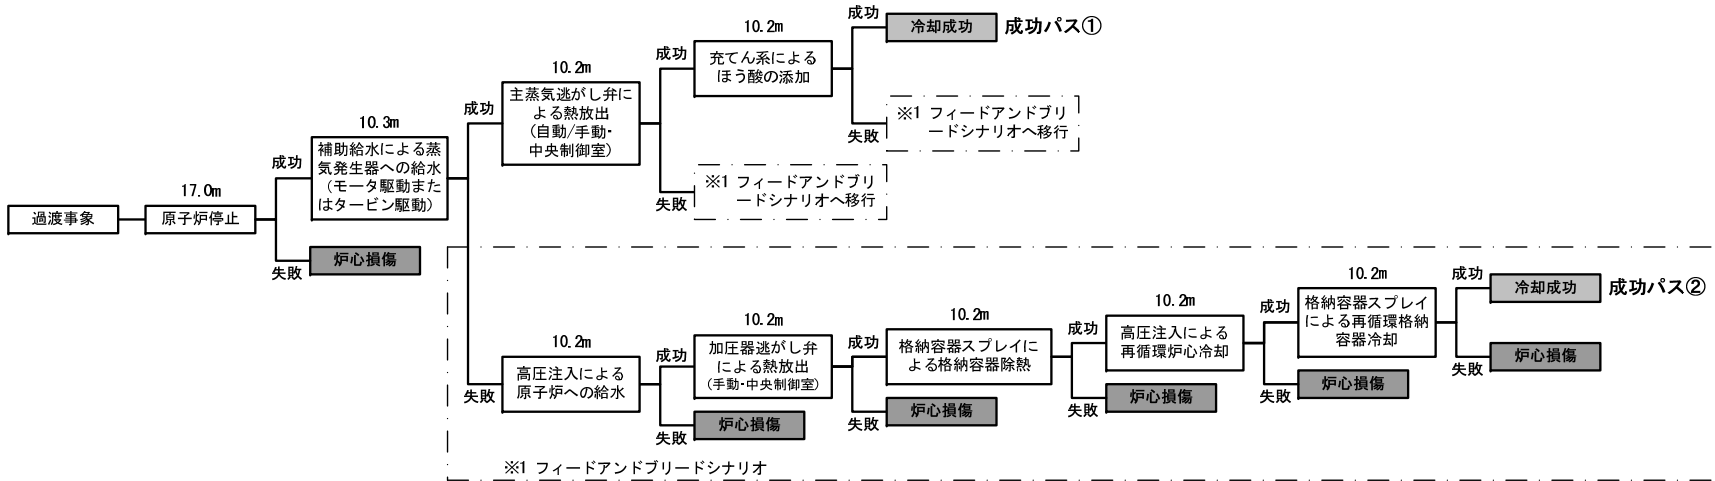 過渡事象
17.0m
原子炉停止
成功
失敗
炉心損傷
10.3m
補助給水による蒸
気発生器への給水
（モータ駆動また
はタービン駆動）
成功
失敗
10.2m
主蒸気逃がし弁に
よる熱放出
（自動/手動・
中央制御室）
成功
失敗
※1 フィードアンドブリ
ードシナリオへ移行
10.2m
充てん系による
ほう酸の添加
成功
失敗
冷却成功
成功パス①
※1 フィードアンドブリ
ードシナリオへ移行
10.2m
高圧注入による
原子炉への給水
成功
失敗
炉心損傷
10.2m
加圧器逃がし弁
による熱放出
（手動・中央制御室）
成功
失敗
炉心損傷
10.2m
格納容器スプレイに
よる格納容器除熱
成功
失敗
炉心損傷
10.2m
高圧注入による
再循環炉心冷却
成功
失敗
炉心損傷
10.2m
格納容器スプレイ
による再循環格納
容器冷却
成功
失敗
冷却成功
成功パス②
炉心損傷
※1 フィードアンドブリードシナリオ